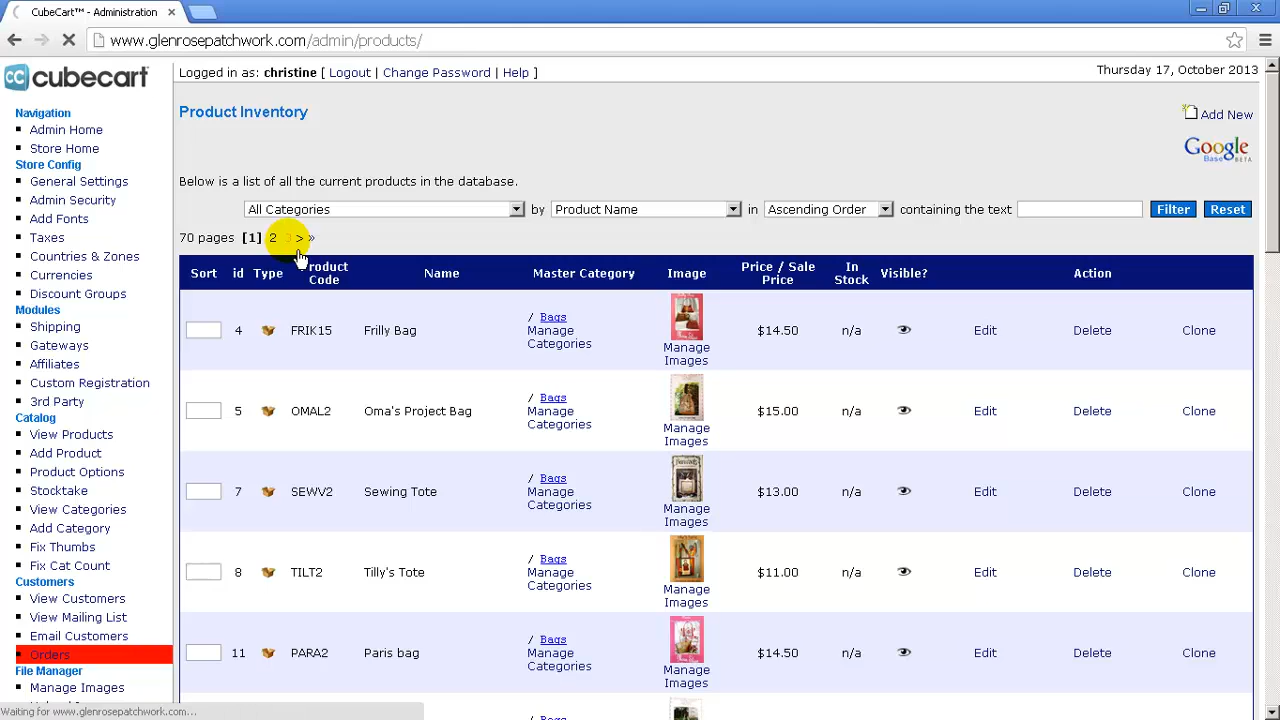 CubeCart™ - Administration
www.glenrosepatchwork.com/admin/products/
cubecart
Logged in as: christine [ Logout | Change Password | Help ]
Thursday 17, October 2013
Navigation
Admin Home
Store Home
Store Config
General Settings
Admin Security
Add Fonts
Taxes
Countries & Zones
Currencies
Discount Groups
Modules
Shipping
Gateways
Affiliates
Custom Registration
3rd Party
Catalog
View Products
Add Product
Product Options
Stocktake
View Categories
Add Category
Fix Thumbs
Fix Cat Count
Customers
View Customers
View Mailing List
Email Customers
Orders
File Manager
Manage Images
Product Inventory
Add New
Google
Base BETA
Below is a list of all the current products in the database.
All Categories by Product Name in Ascending Order containing the text Filter Reset
70 pages [1] 2 3 > »
Sort id Type Product Code Name Master Category Image Price / Sale Price In Stock Visible? Action
4 FRIK15 Frilly Bag / Bags Manage Categories Manage Images $14.50 n/a Edit Delete Clone
5 OMAL2 Oma's Project Bag / Bags Manage Categories Manage Images $15.00 n/a Edit Delete Clone
7 SEWV2 Sewing Tote / Bags Manage Categories Manage Images $13.00 n/a Edit Delete Clone
8 TILT2 Tilly's Tote / Bags Manage Categories Manage Images $11.00 n/a Edit Delete Clone
11 PARA2 Paris bag / Bags Manage Categories Manage Images $14.50 n/a Edit Delete Clone
/ Bags
Waiting for www.glenrosepatchwork.com...